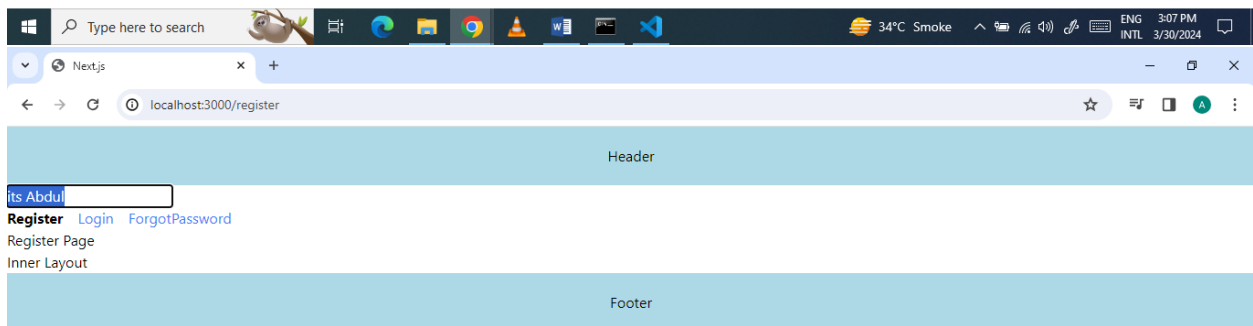 Type here to search
34°C Smoke
ENG
INTL
3:07 PM
3/30/2024
Next.js
localhost:3000/register
A
Header
its Abdul
Register Login ForgotPassword
Register Page
Inner Layout
Footer